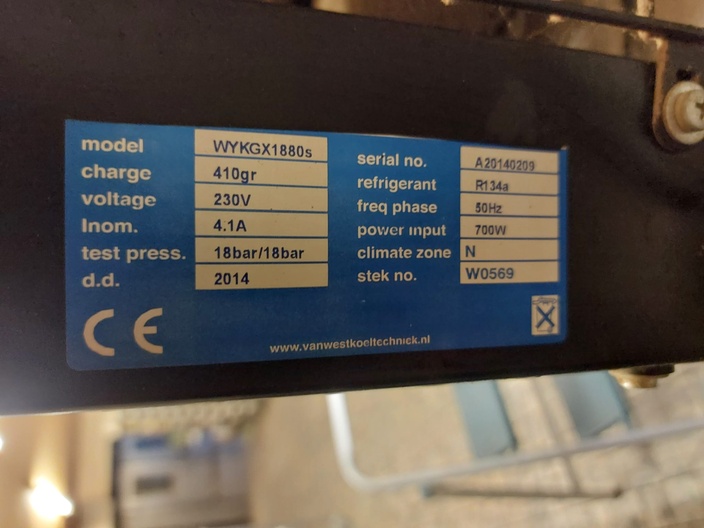 model WYKGX1880s
charge 410gr
voltage 230V
Inom. 4.1A
test press. 18bar/18bar
d.d. 2014
CE
serial no. A20140209
refrigerant R134a
freq phase 50Hz
power input 700W
climate zone N
stek no. W0569
www.vanwestkoeltechnick.nl